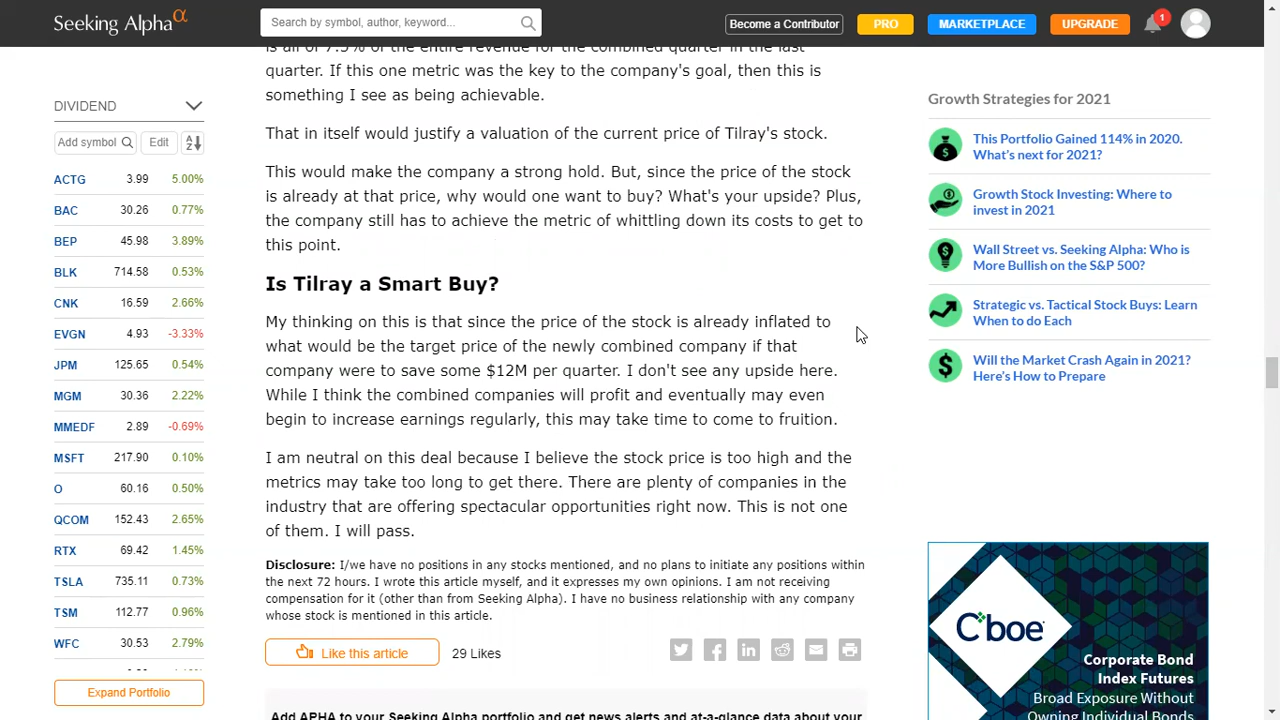 Seeking Alpha α
Search by symbol, author, keyword...
Become a Contributor
PRO
MARKETPLACE
UPGRADE
1
DIVIDEND
Add symbol
Edit
A
Z
ACTG 3.99 5.00%
BAC 30.26 0.77%
BEP 45.98 3.89%
BLK 714.58 0.53%
CNK 16.59 2.66%
EVGN 4.93 -3.33%
JPM 125.65 0.54%
MGM 30.36 2.22%
MMEDF 2.89 -0.69%
MSFT 217.90 0.10%
O 60.16 0.50%
QCOM 152.43 2.65%
RTX 69.42 1.45%
TSLA 735.11 0.73%
TSM 112.77 0.96%
WFC 30.53 2.79%
Expand Portfolio
is all of 7.5% of the entire revenue for the combined quarter in the last
quarter. If this one metric was the key to the company's goal, then this is
something I see as being achievable.
That in itself would justify a valuation of the current price of Tilray's stock.
This would make the company a strong hold. But, since the price of the stock
is already at that price, why would one want to buy? What's your upside? Plus,
the company still has to achieve the metric of whittling down its costs to get to
this point.
Is Tilray a Smart Buy?
My thinking on this is that since the price of the stock is already inflated to
what would be the target price of the newly combined company if that
company were to save some $12M per quarter. I don't see any upside here.
While I think the combined companies will profit and eventually may even
begin to increase earnings regularly, this may take time to come to fruition.
I am neutral on this deal because I believe the stock price is too high and the
metrics may take too long to get there. There are plenty of companies in the
industry that are offering spectacular opportunities right now. This is not one
of them. I will pass.
Disclosure: I/we have no positions in any stocks mentioned, and no plans to initiate any positions within
the next 72 hours. I wrote this article myself, and it expresses my own opinions. I am not receiving
compensation for it (other than from Seeking Alpha). I have no business relationship with any company
whose stock is mentioned in this article.
Like this article
29 Likes
Add APHA to your Seeking Alpha portfolio and get news alerts and at-a-glance data about your
Growth Strategies for 2021
This Portfolio Gained 114% in 2020.
What's next for 2021?
Growth Stock Investing: Where to
invest in 2021
Wall Street vs. Seeking Alpha: Who is
More Bullish on the S&P 500?
Strategic vs. Tactical Stock Buys: Learn
When to do Each
Will the Market Crash Again in 2021?
Here's How to Prepare
Cboe
Corporate Bond
Index Futures
Broad Exposure Without
Owning Individual Bonds